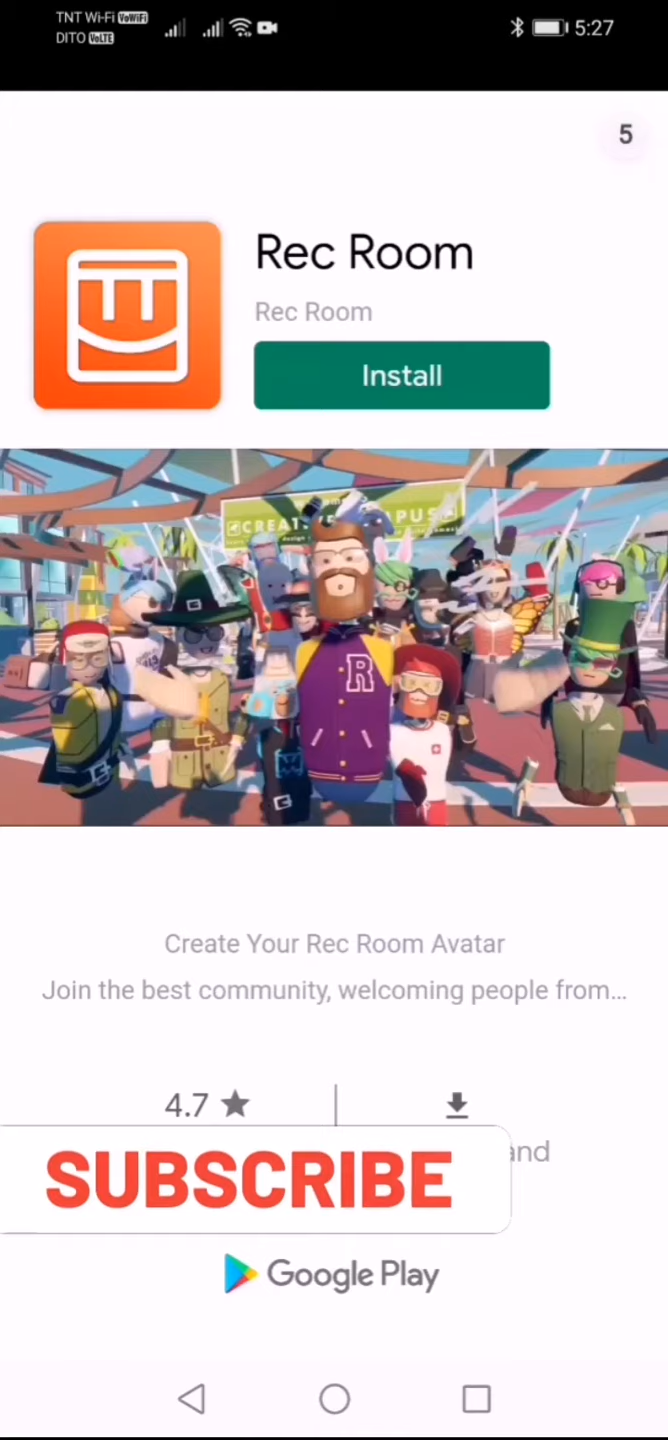 TNT Wi-Fi VoWiFi
DITO VoLTE
5:27
5
Rec Room
Rec Room
Install
R
Create Your Rec Room Avatar
Join the best community, welcoming people from...
4.7
and
SUBSCRIBE
Google Play